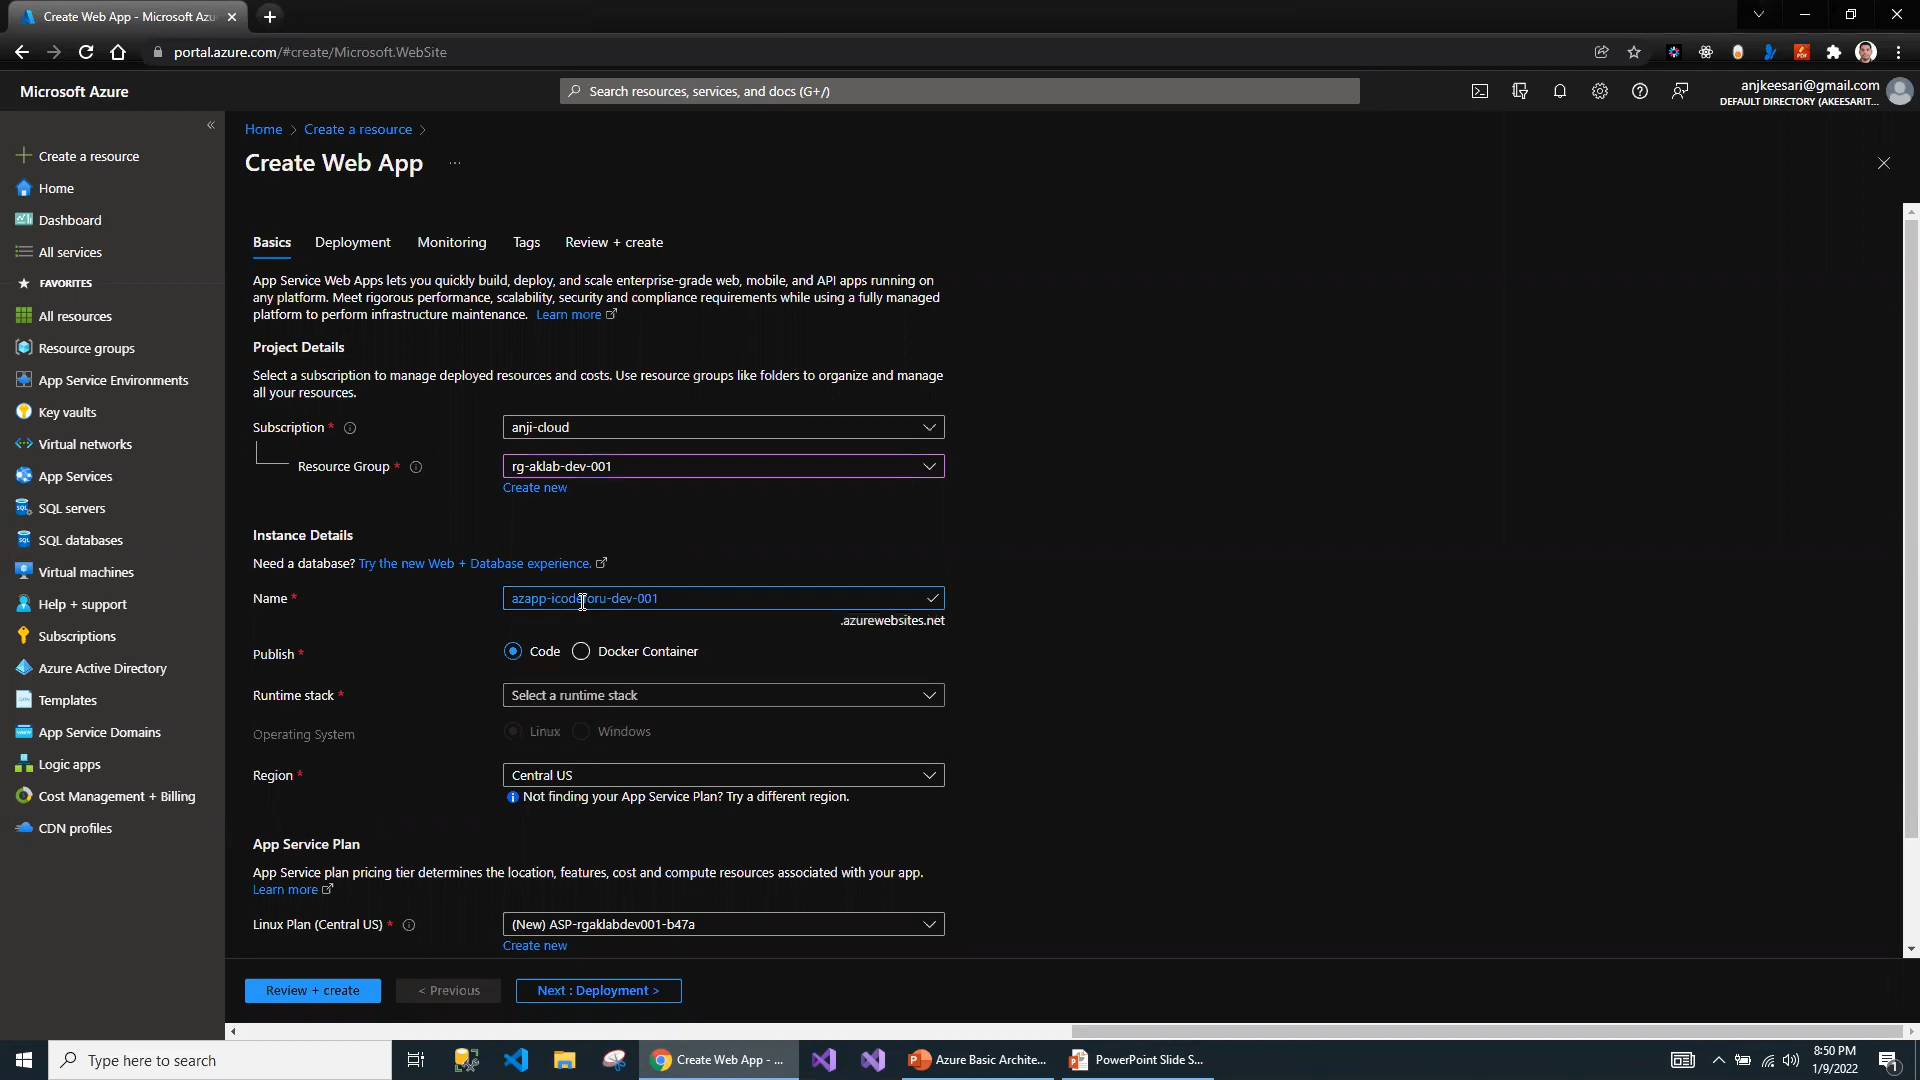 Create Web App - Microsoft Azu
portal.azure.com/#create/Microsoft.WebSite
Microsoft Azure
Search resources, services, and docs (G+/)
anjkeesari@gmail.com
DEFAULT DIRECTORY (AKEESARIT...
Create a resource
Home
Dashboard
All services
FAVORITES
All resources
Resource groups
App Service Environments
Key vaults
Virtual networks
App Services
SQL servers
SQL databases
Virtual machines
Help + support
Subscriptions
Azure Active Directory
Templates
App Service Domains
Logic apps
Cost Management + Billing
CDN profiles
Home > Create a resource >
Create Web App ...
Basics Deployment Monitoring Tags Review + create
App Service Web Apps lets you quickly build, deploy, and scale enterprise-grade web, mobile, and API apps running on
any platform. Meet rigorous performance, scalability, security and compliance requirements while using a fully managed
platform to perform infrastructure maintenance. Learn more
Project Details
Select a subscription to manage deployed resources and costs. Use resource groups like folders to organize and manage
all your resources.
Subscription * anji-cloud
Resource Group * rg-aklab-dev-001
Create new
Instance Details
Need a database? Try the new Web + Database experience.
Name * azapp-icodeforu-dev-001
.azurewebsites.net
Publish * Code Docker Container
Runtime stack * Select a runtime stack
Operating System Linux Windows
Region * Central US
Not finding your App Service Plan? Try a different region.
App Service Plan
App Service plan pricing tier determines the location, features, cost and compute resources associated with your app.
Learn more
Linux Plan (Central US) * (New) ASP-rgaklabdev001-b47a
Create new
Review + create < Previous Next : Deployment >
Type here to search
Create Web App - ...
Azure Basic Archite...
PowerPoint Slide S...
8:50 PM
1/9/2022
1